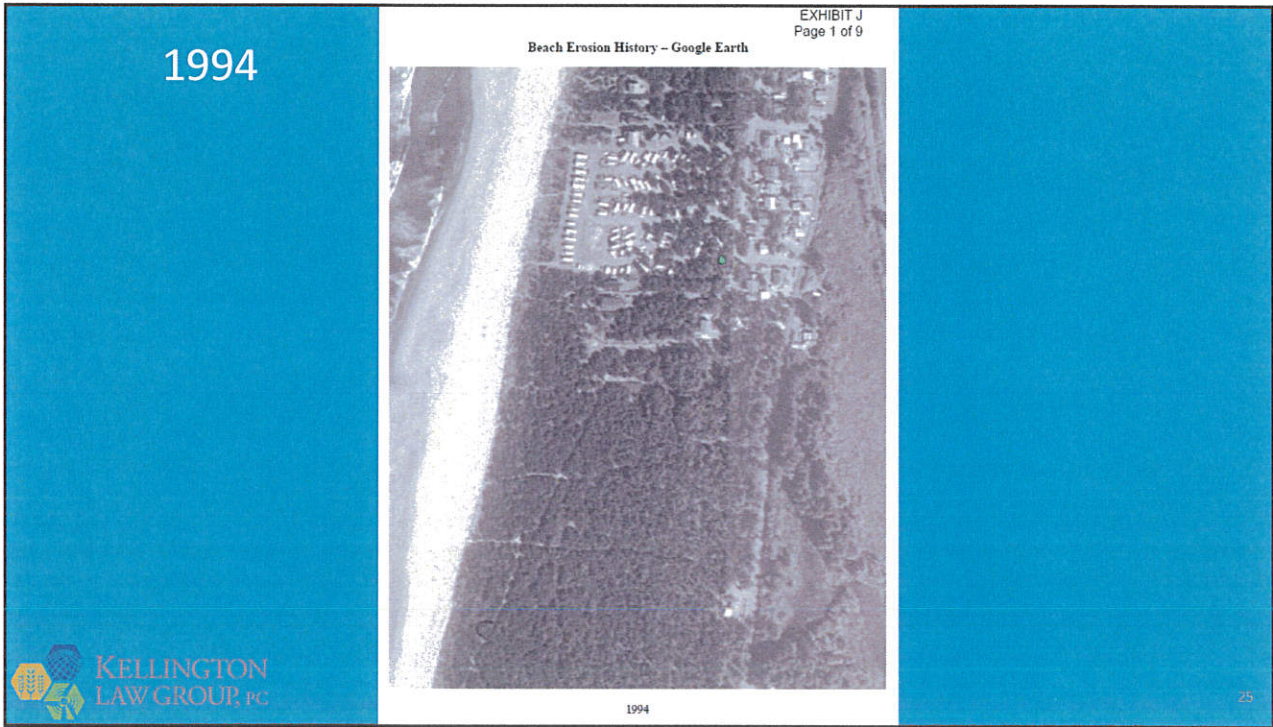 1994
EXHIBIT J
Page 1 of 9
Beach Erosion History – Google Earth
1994
KELLINGTON
LAW GROUP, PC
25